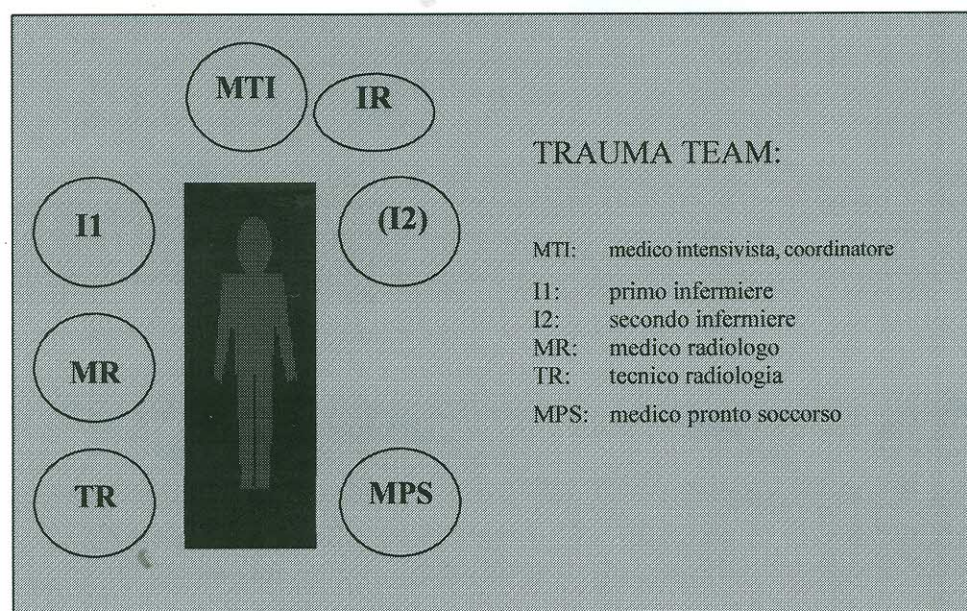 MTI
IR
I1
(I2)
MR
TR
MPS
TRAUMA TEAM:
MTI: medico intensivista, coordinatore
I1: primo infermiere
I2: secondo infermiere
MR: medico radiologo
TR: tecnico radiologia
MPS: medico pronto soccorso